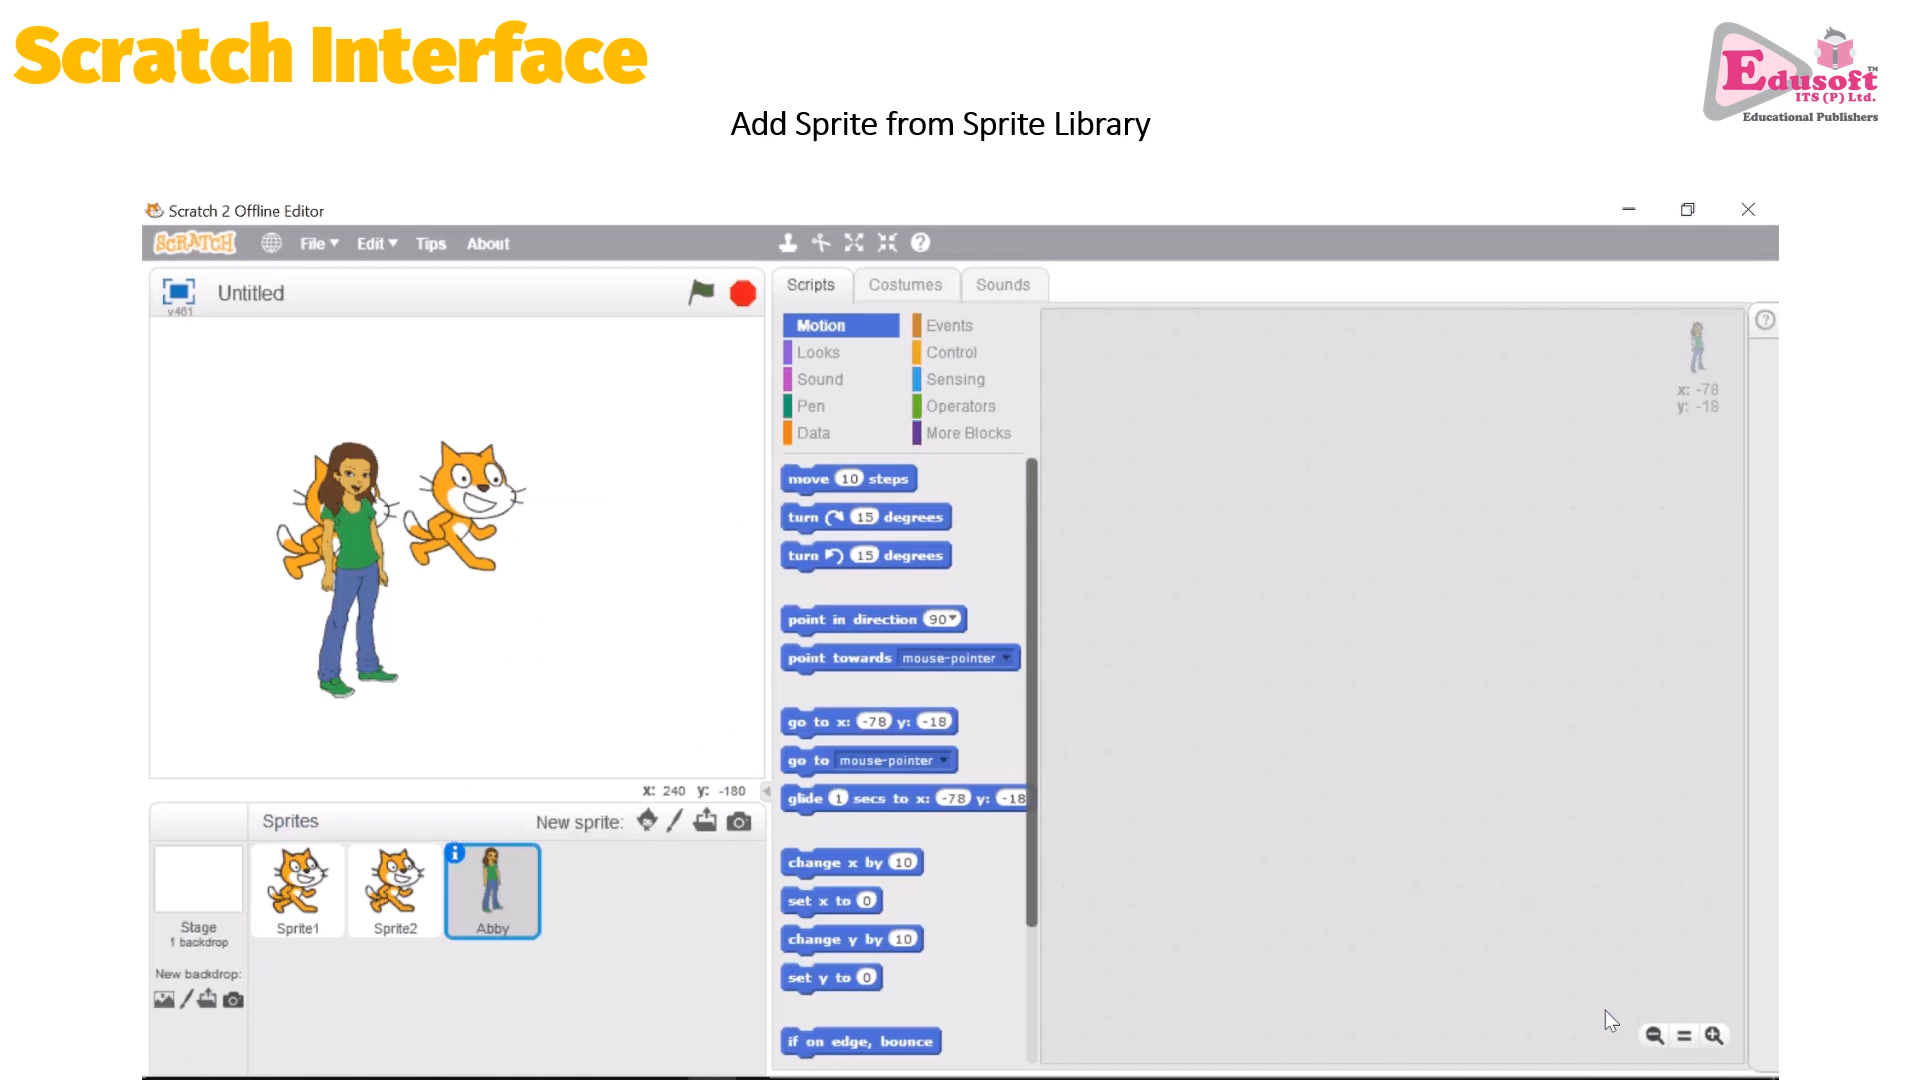 Scratch Interface
Edusoft™
ITS (P) Ltd.
Educational Publishers
Add Sprite from Sprite Library
Scratch 2 Offline Editor
SCRATCH File Edit Tips About
v461 Untitled
Scripts Costumes Sounds
Motion Events
Looks Control
Sound Sensing
Pen Operators
Data More Blocks
x: -78
y: -18
move 10 steps
turn 15 degrees
turn 15 degrees
point in direction 90
point towards mouse-pointer
go to x: -78 y: -18
go to mouse-pointer
glide 1 secs to x: -78 y: -18
change x by 10
set x to 0
change y by 10
set y to 0
if on edge, bounce
x: 240 y: -180
Sprites New sprite:
Sprite1 Sprite2 Abby
Stage
1 backdrop
New backdrop: